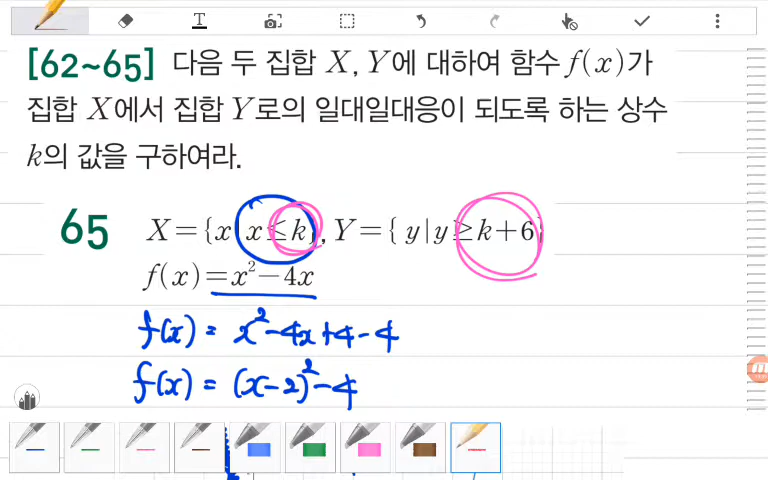 [62~65] 다음 두 집합 X, Y에 대하여 함수 f(x)가
집합 X에서 집합 Y로의 일대일대응이 되도록 하는 상수
k의 값을 구하여라.
65 X={x|x≤k}, Y={y|y≥k+6}
f(x)=x²-4x
f(x) = x²-4x+4-4
f(x) = (x-2)²-4